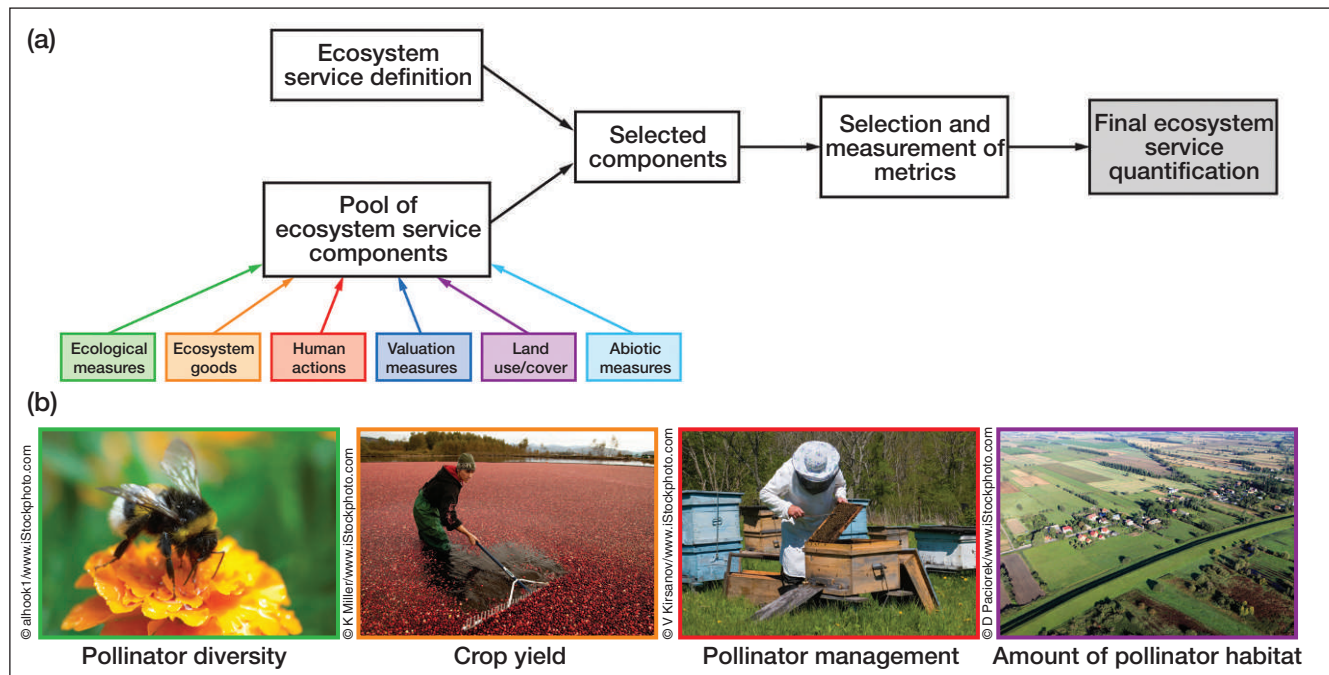 (a)
Ecosystem
service definition
Pool of
ecosystem service
components
Selected
components
Selection and
measurement of
metrics
Final ecosystem
service
quantification
Ecological
measures
Ecosystem
goods
Human
actions
Valuation
measures
Land
use/cover
Abiotic
measures
(b)
© alhook1/www.iStockphoto.com
© K Miller/www.iStockphoto.com
© V Kirsanov/www.iStockphoto.com
© D Paciorek/www.iStockphoto.com
Pollinator diversity
Crop yield
Pollinator management
Amount of pollinator habitat